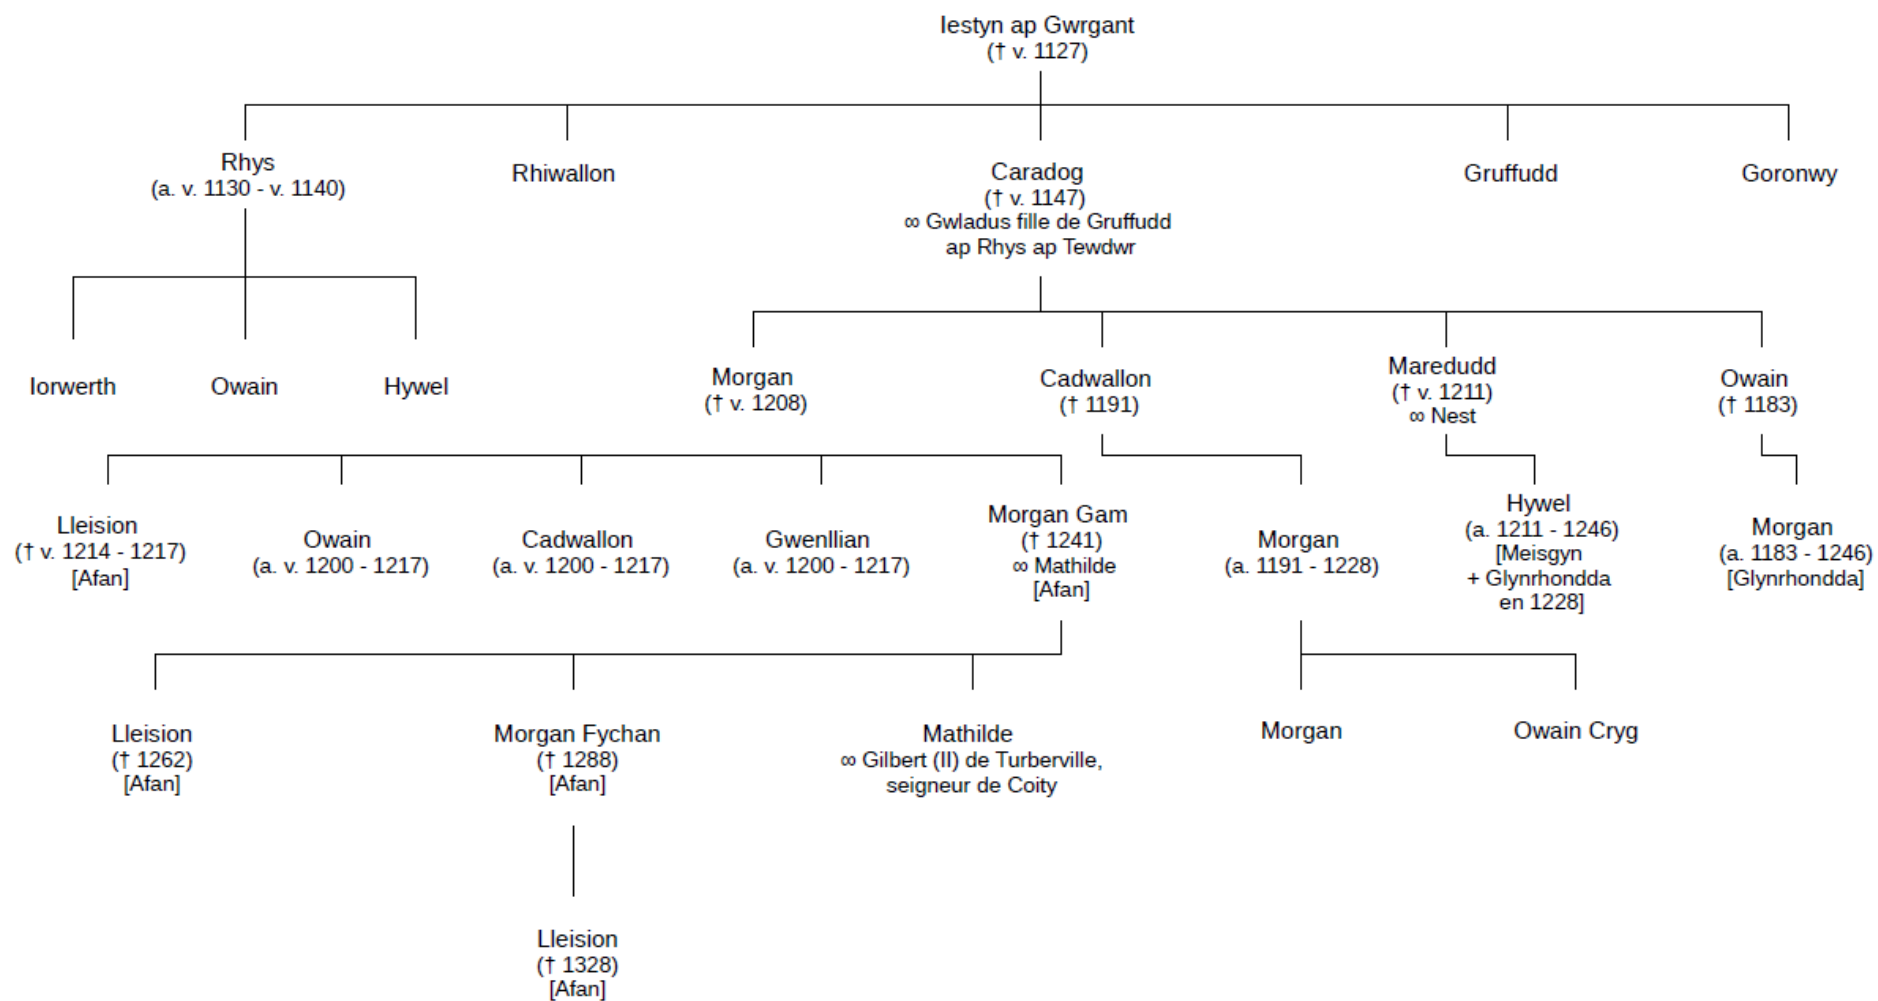 Iestyn ap Gwrgant
(† v. 1127)
Rhys
(a. v. 1130 - v. 1140)
Rhiwallon
Caradog
(† v. 1147)
∞ Gwladus fille de Gruffudd
ap Rhys ap Tewdwr
Gruffudd
Goronwy
Iorwerth
Owain
Hywel
Morgan
(† v. 1208)
Cadwallon
(† 1191)
Maredudd
(† v. 1211)
∞ Nest
Owain
(† 1183)
Lleision
(† v. 1214 - 1217)
[Afan]
Owain
(a. v. 1200 - 1217)
Cadwallon
(a. v. 1200 - 1217)
Gwenllian
(a. v. 1200 - 1217)
Morgan Gam
(† 1241)
∞ Mathilde
[Afan]
Morgan
(a. 1191 - 1228)
Hywel
(a. 1211 - 1246)
[Meisgyn
+ Glynrhondda
en 1228]
Morgan
(a. 1183 - 1246)
[Glynrhondda]
Lleision
(† 1262)
[Afan]
Morgan Fychan
(† 1288)
[Afan]
Mathilde
∞ Gilbert (II) de Turberville,
seigneur de Coity
Morgan
Owain Cryg
Lleision
(† 1328)
[Afan]